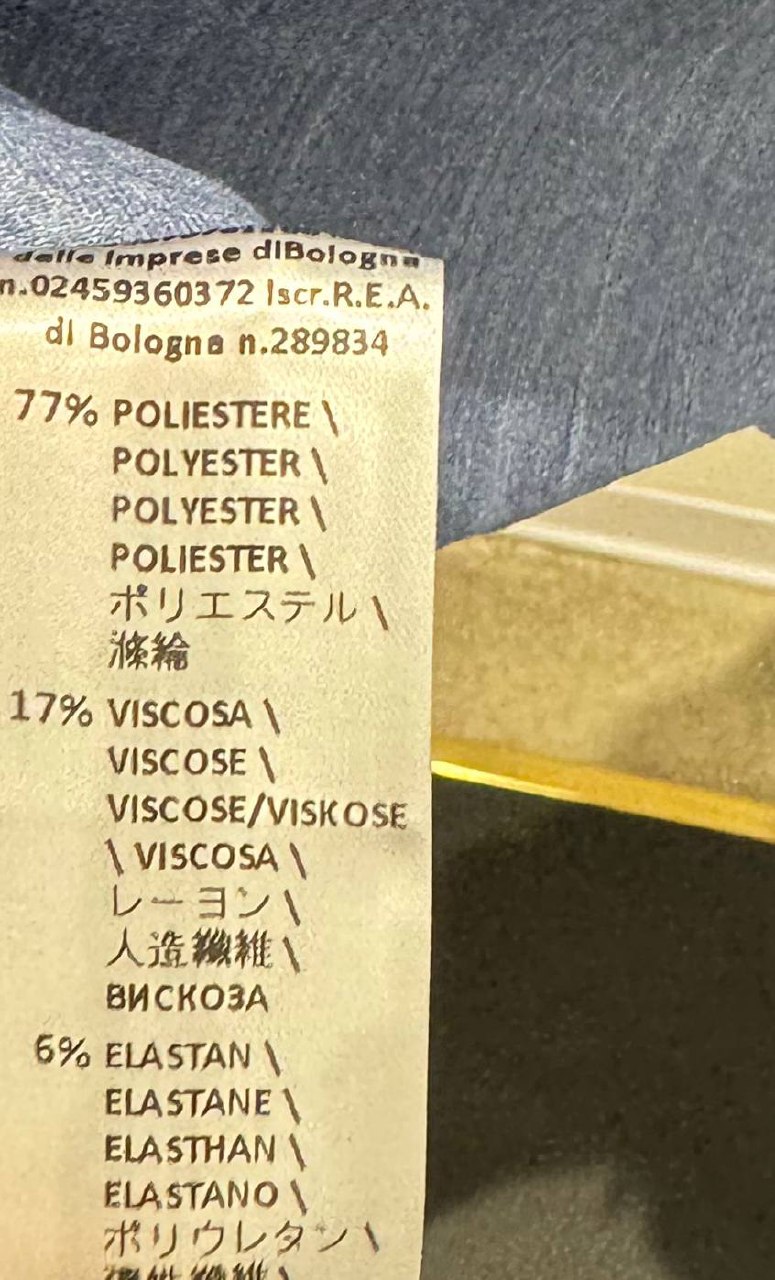 delle Imprese dIBologna
n.02459360372 Iscr.R.E.A.
dI Bologna n.289834
77% POLIESTERE \
POLYESTER \
POLYESTER \
POLIESTER \
ポリエステル \
滌綸
17% VISCOSA \
VISCOSE \
VISCOSE/VISKOSE
\ VISCOSA \
レーヨン \
人造纖維 \
ВИСКОЗА
6% ELASTAN \
ELASTANE \
ELASTHAN \
ELASTANO \
ポリウレタン \